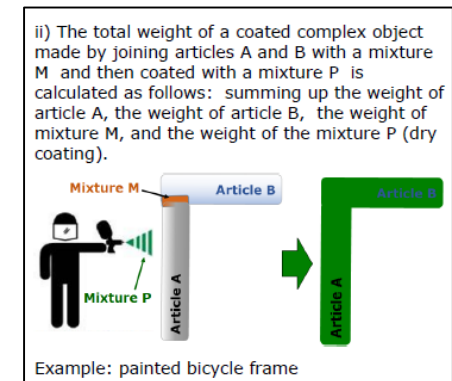 ii) The total weight of a coated complex object
made by joining articles A and B with a mixture
M and then coated with a mixture P is
calculated as follows: summing up the weight of
article A, the weight of article B, the weight of
mixture M, and the weight of the mixture P (dry
coating).
Mixture M
Article B
Article B
Mixture P
Article A
Article A
Example: painted bicycle frame